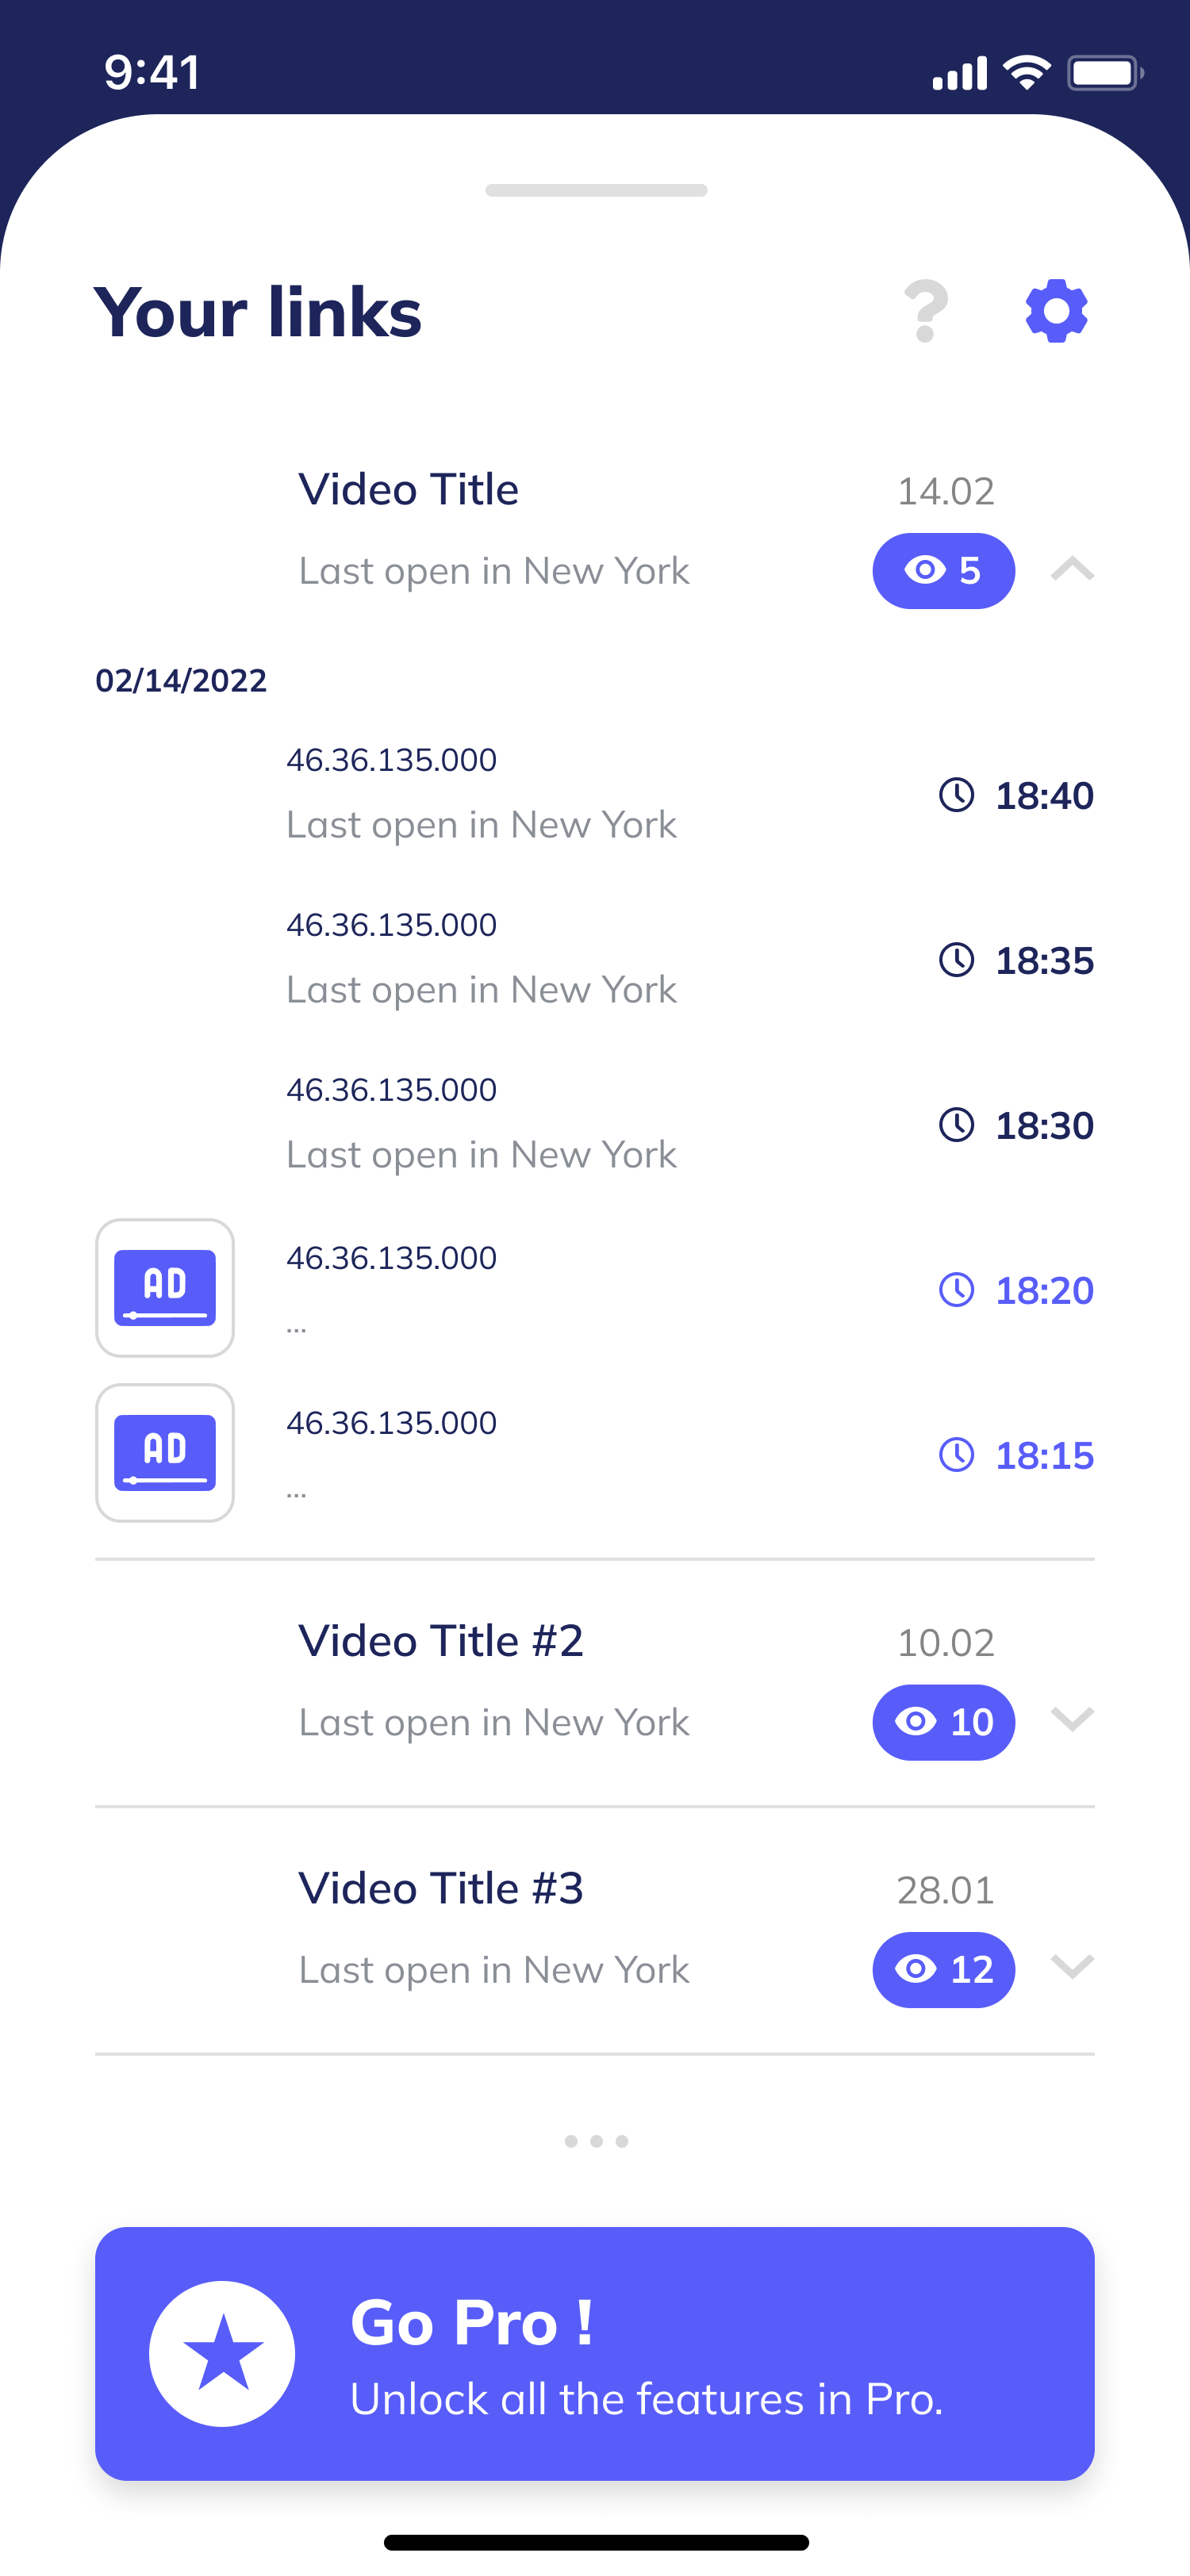 9:41
Your links
?
Video Title
14.02
Last open in New York
5
02/14/2022
46.36.135.000
Last open in New York
18:40
46.36.135.000
Last open in New York
18:35
46.36.135.000
Last open in New York
18:30
AD
46.36.135.000
...
18:20
AD
46.36.135.000
...
18:15
Video Title #2
10.02
Last open in New York
10
Video Title #3
28.01
Last open in New York
12
Go Pro !
Unlock all the features in Pro.